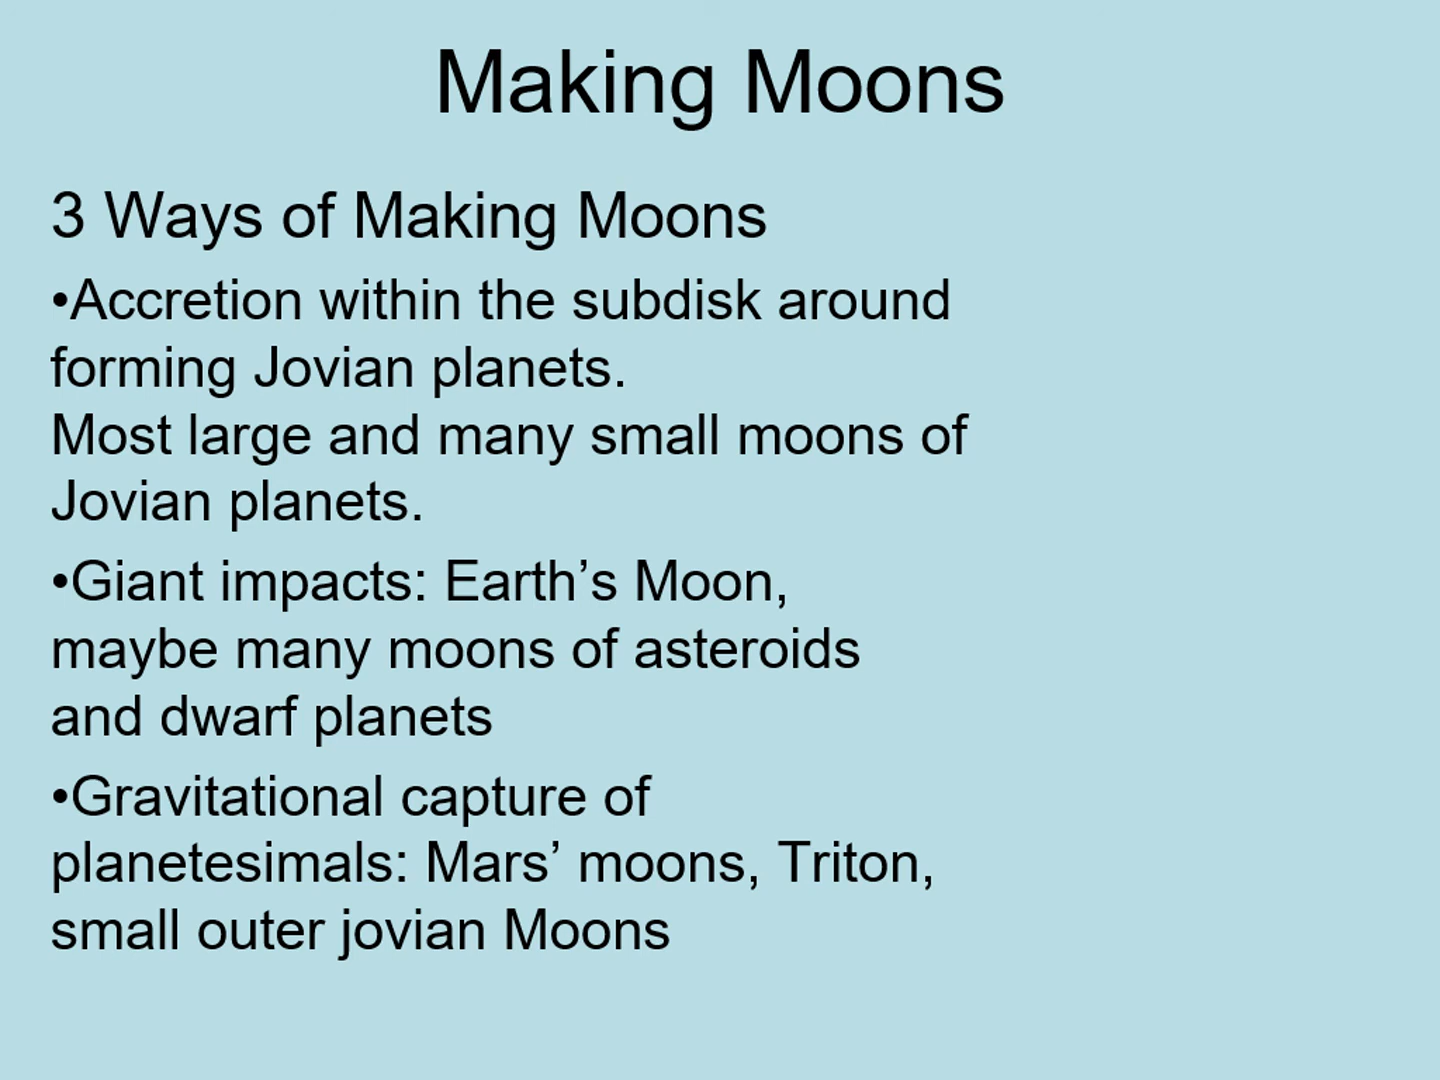 Making Moons
3 Ways of Making Moons
•Accretion within the subdisk around
forming Jovian planets.
Most large and many small moons of
Jovian planets.
•Giant impacts: Earth’s Moon,
maybe many moons of asteroids
and dwarf planets
•Gravitational capture of
planetesimals: Mars’ moons, Triton,
small outer jovian Moons